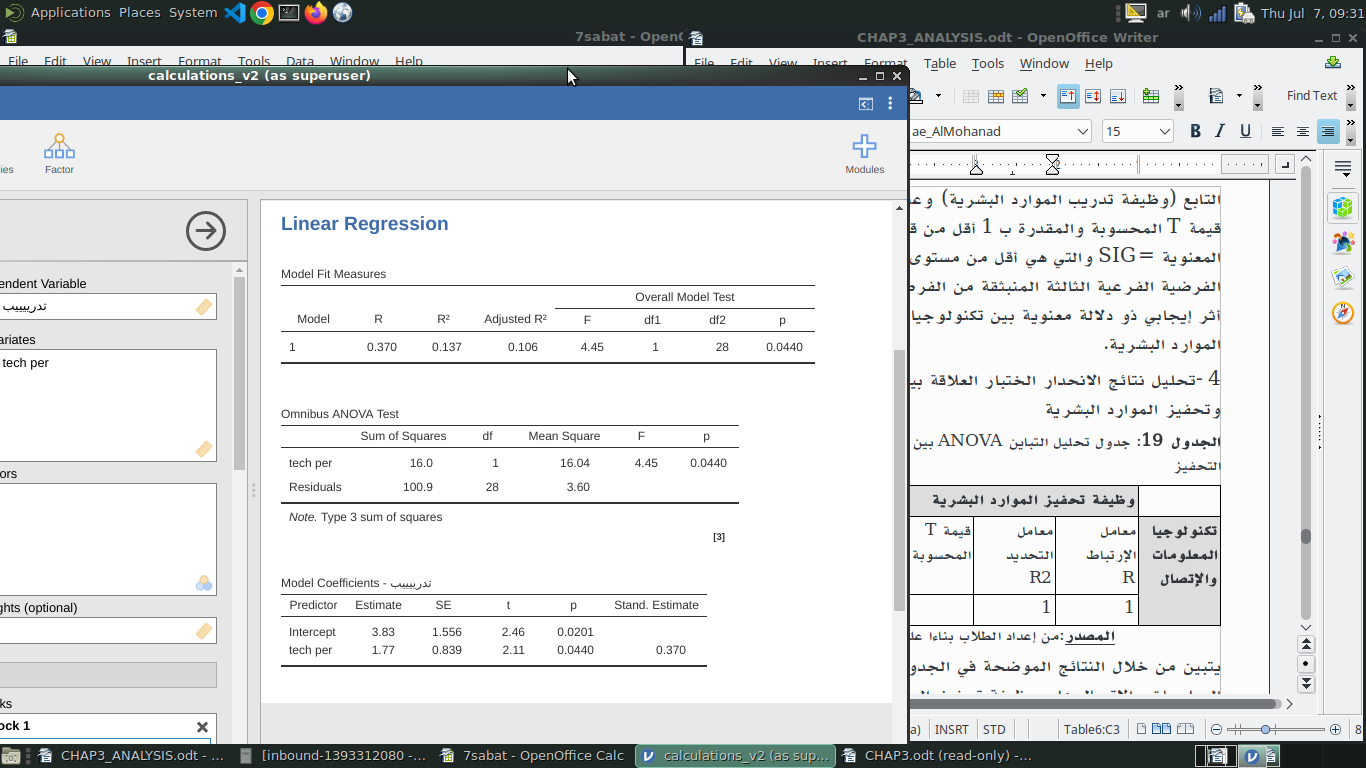 Applications Places System ar Thu Jul 7, 09:31
7sabat - OpenO
CHAP3_ANALYSIS.odt - OpenOffice Writer
File Edit View Insert Format Tools Data Window Help
File Edit View Insert Format Table Tools Window Help
calculations_v2 (as superuser)
Find Text
ies
Factor
Modules
ae_AlMohanad
15
B I U
Linear Regression
Model Fit Measures
Overall Model Test
Model R R² Adjusted R² F df1 df2 p
1 0.370 0.137 0.106 4.45 1 28 0.0440
Omnibus ANOVA Test
Sum of Squares df Mean Square F p
tech per 16.0 1 16.04 4.45 0.0440
Residuals 100.9 28 3.60
Note. Type 3 sum of squares
[3]
Model Coefficients - تدريييييب
Predictor Estimate SE t p Stand. Estimate
Intercept 3.83 1.556 2.46 0.0201
tech per 1.77 0.839 2.11 0.0440 0.370
endent Variable
تدريييييب
ariates
tech per
ors
ghts (optional)
ks
ock 1
التابع (وظيفة تدريب الموارد البشرية) وعـ
قيمة T المحسوبة والمقدرة ب 1 أقل من قـ
المعنوية =SIG والتي هي أقل من مستوى
الفرضية الفرعية الثالثة المنبثقة من الفرض
أثر إيجابي ذو دلالة معنوية بين تكنولوجيا
الموارد البشرية.
4 -تحليل نتائج الانحدار الختبار العلاقة بيـ
وتحفيز الموارد البشرية
الجدول 19: جدول تحليل التباين ANOVA بين
التحفيز
وظيفة تحفيز الموارد البشرية
تكنولوجيا المعلومات والإتصال
معامل الإرتباط R
معامل التحديد R2
قيمة T المحسوبة
1 1
المصدر:من إعداد الطلاب بناءا علـ
يتبين من خلال النتائج الموضحة في الجدو
a) INSRT STD Table6:C3 8
CHAP3_ANALYSIS.odt - ... [inbound-1393312080 -... 7sabat - OpenOffice Calc calculations_v2 (as sup... CHAP3.odt (read-only) -...